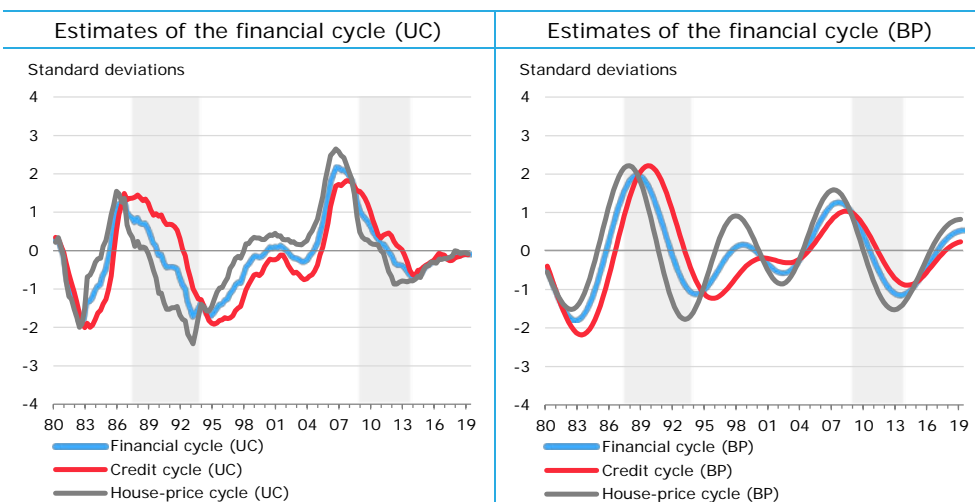 Estimates of the financial cycle (UC)
Standard deviations
4
3
2
1
0
-1
-2
-3
-4
80 83 86 89 92 95 98 01 04 07 10 13 16 19
Financial cycle (UC)
Credit cycle (UC)
House-price cycle (UC)
Estimates of the financial cycle (BP)
Standard deviations
4
3
2
1
0
-1
-2
-3
-4
80 83 86 89 92 95 98 01 04 07 10 13 16 19
Financial cycle (BP)
Credit cycle (BP)
House-price cycle (BP)